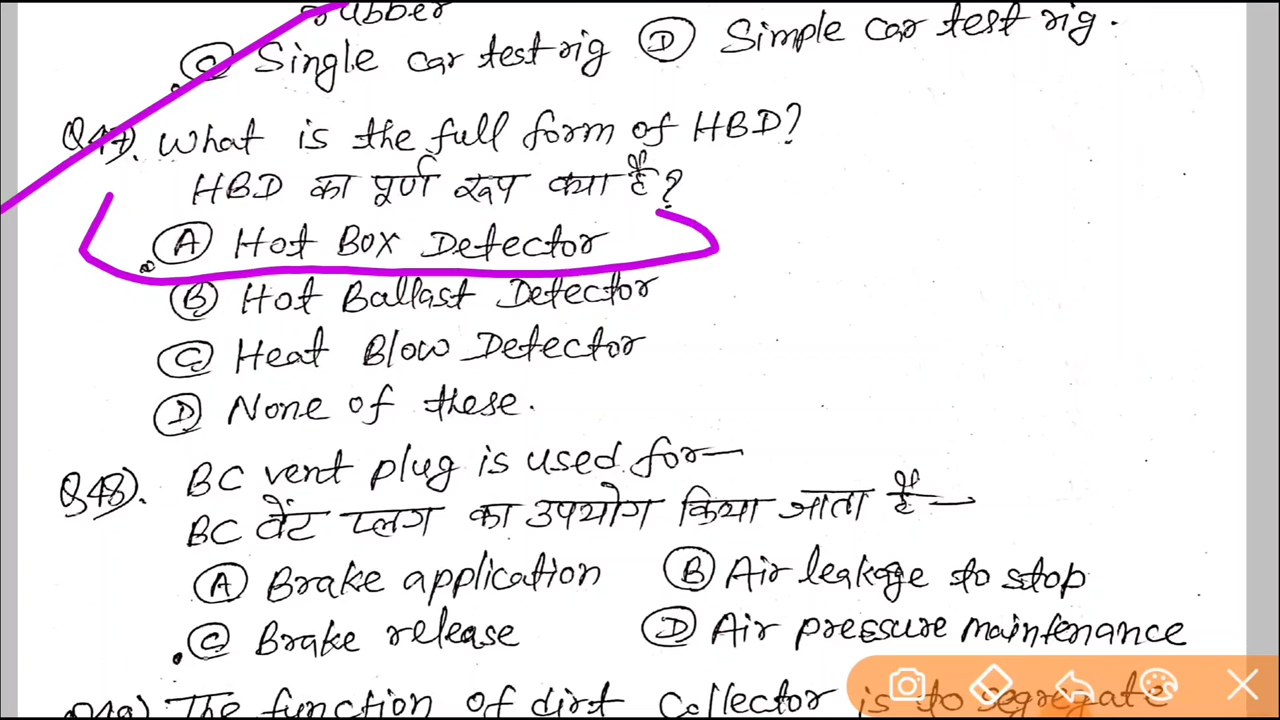 rubber
C Single car test rig D Simple car test rig.
Q47). What is the full form of HBD?
HBD का पूर्ण रूप क्या है?
A Hot Box Detector
B Hot Ballast Detector
C Heat Blow Detector
D None of these.
Q48). BC vent plug is used for—
BC वेंट प्लग का उपयोग किया जाता है—
A Brake application B Air leakage to stop
C Brake release D Air pressure maintenance
Q49) The function of dirt collector is to segrigate